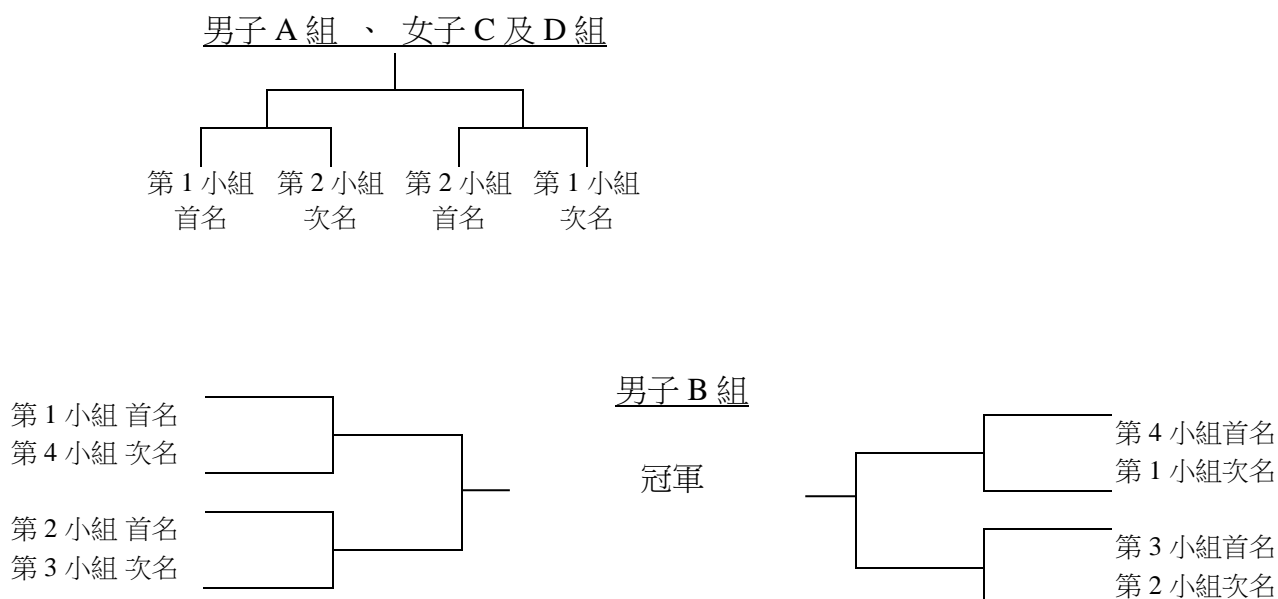 男子 A 組 、 女子 C 及 D 組
第 1 小組 第 2 小組 第 2 小組 第 1 小組
首名 次名 首名 次名
男子 B 組
第 1 小組 首名
第 4 小組 次名
第 2 小組 首名
第 3 小組 次名
冠軍
第 4 小組首名
第 1 小組次名
第 3 小組首名
第 2 小組次名